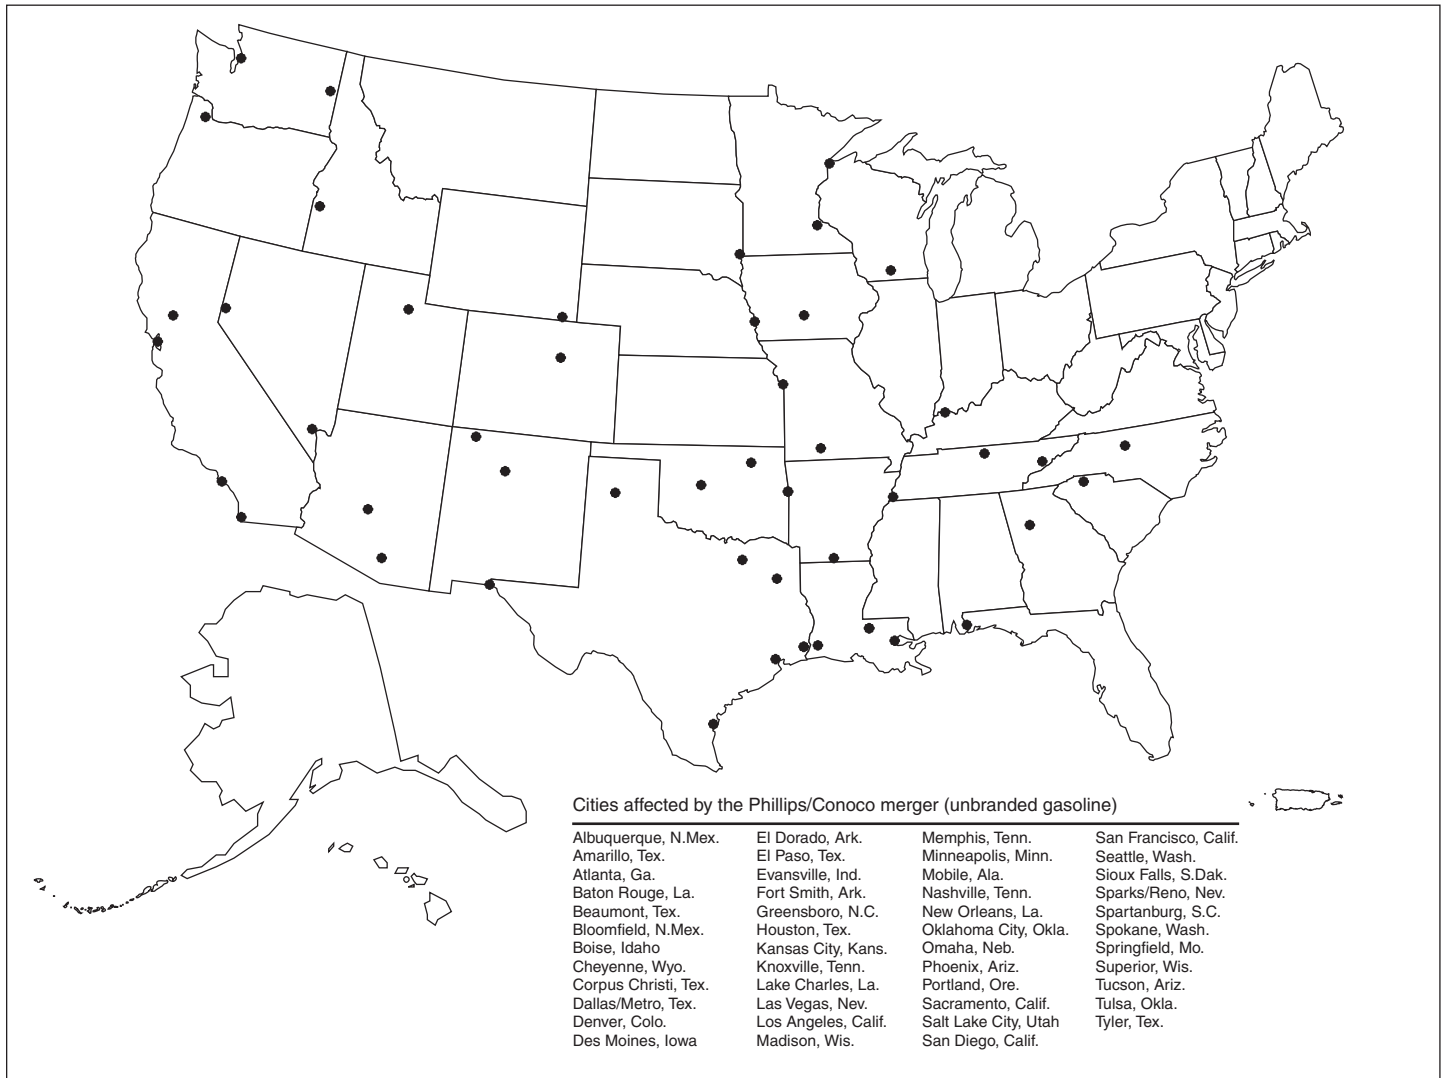 Cities affected by the Phillips/Conoco merger (unbranded gasoline)
Albuquerque, N.Mex.
Amarillo, Tex.
Atlanta, Ga.
Baton Rouge, La.
Beaumont, Tex.
Bloomfield, N.Mex.
Boise, Idaho
Cheyenne, Wyo.
Corpus Christi, Tex.
Dallas/Metro, Tex.
Denver, Colo.
Des Moines, Iowa
El Dorado, Ark.
El Paso, Tex.
Evansville, Ind.
Fort Smith, Ark.
Greensboro, N.C.
Houston, Tex.
Kansas City, Kans.
Knoxville, Tenn.
Lake Charles, La.
Las Vegas, Nev.
Los Angeles, Calif.
Madison, Wis.
Memphis, Tenn.
Minneapolis, Minn.
Mobile, Ala.
Nashville, Tenn.
New Orleans, La.
Oklahoma City, Okla.
Omaha, Neb.
Phoenix, Ariz.
Portland, Ore.
Sacramento, Calif.
Salt Lake City, Utah
San Diego, Calif.
San Francisco, Calif.
Seattle, Wash.
Sioux Falls, S.Dak.
Sparks/Reno, Nev.
Spartanburg, S.C.
Spokane, Wash.
Springfield, Mo.
Superior, Wis.
Tucson, Ariz.
Tulsa, Okla.
Tyler, Tex.